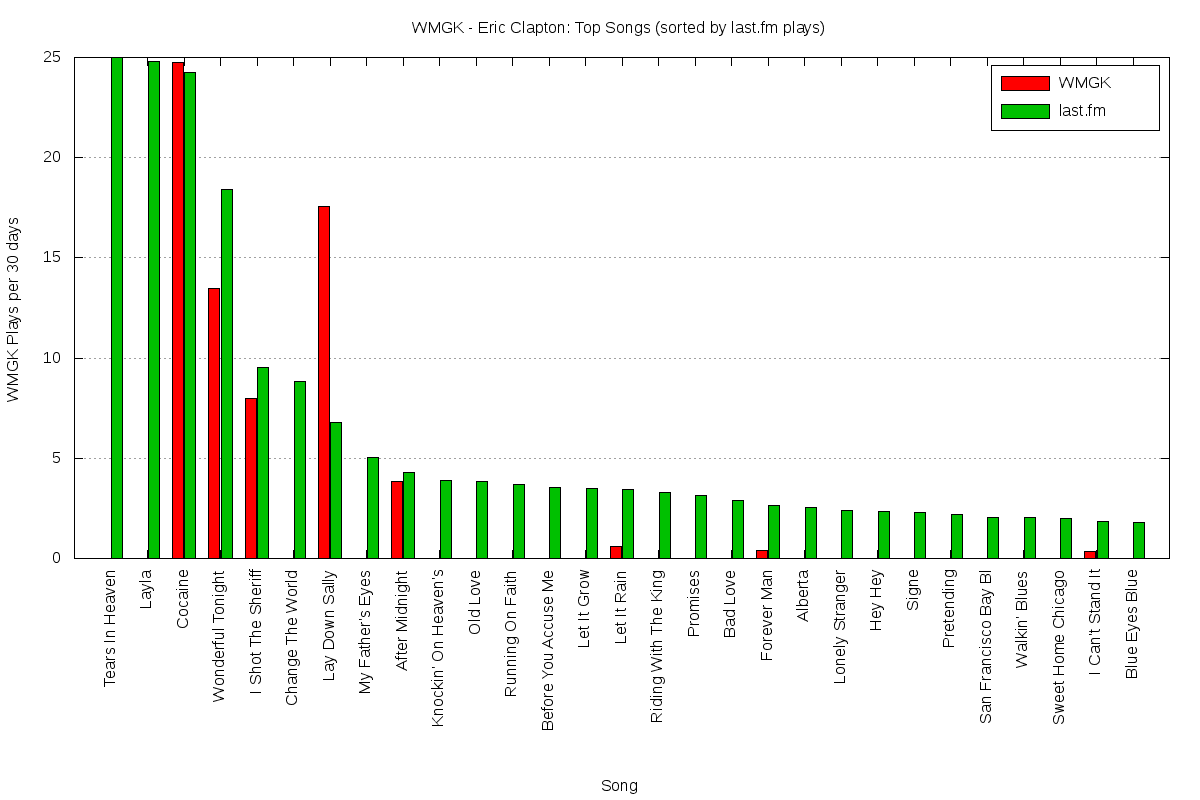 WMGK - Eric Clapton: Top Songs (sorted by last.fm plays)
WMGK
last.fm
WMGK Plays per 30 days
25
20
15
10
5
0
Tears In Heaven
Layla
Cocaine
Wonderful Tonight
I Shot The Sheriff
Change The World
Lay Down Sally
My Father's Eyes
After Midnight
Knockin' On Heaven's
Old Love
Running On Faith
Before You Accuse Me
Let It Grow
Let It Rain
Riding With The King
Promises
Bad Love
Forever Man
Alberta
Lonely Stranger
Hey Hey
Signe
Pretending
San Francisco Bay Bl
Walkin' Blues
Sweet Home Chicago
I Can't Stand It
Blue Eyes Blue
Song